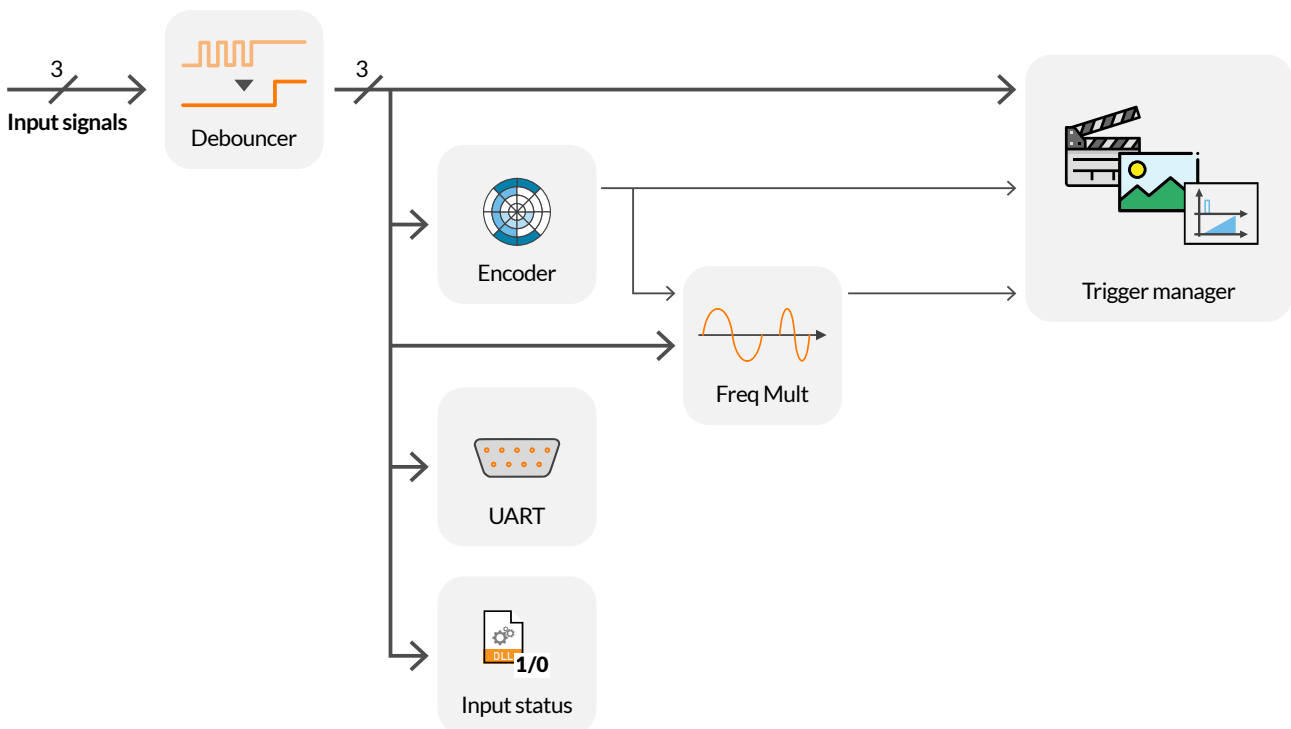 3
Input signals
Debouncer
3
Encoder
Trigger manager
Freq Mult
UART
DLL
1/0
Input status